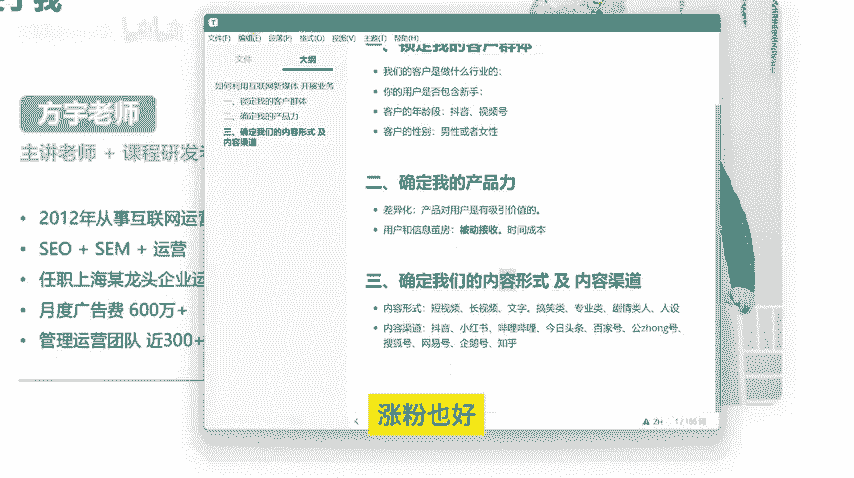 于我
方宇老师
主讲老师 + 课程研发
2012年从事互联网运营
SEO + SEM + 运营
任职上海某龙头企业运
月度广告费 600万+
管理运营团队 近300+
文件(F) 编辑(E) 段落(P) 格式(O) 视图(V) 主题(T) 帮助(H)
文件 大纲
如何利用互联网新媒体 开展业务
一、锁定我的客户群体
二、确定我的产品力
三、确定我们的内容形式 及 内容渠道
一、锁定我的客户群体
我们的客户是做什么行业的;
你的用户是否包含新手;
客户的年龄段:抖音、视频号
客户的性别:男性或者女性
二、确定我的产品力
差异化:产品对用户是有吸引价值的。
用户和信息茧房:被动接收。时间成本
三、确定我们的内容形式 及 内容渠道
内容形式:短视频、长视频、文字。搞笑类、专业类、剧情类人、人设
内容渠道:抖音、小红书、哔哩哔哩、今日头条、百家号、公zhong号、
搜狐号、网易号、企鹅号、知乎
涨粉也好